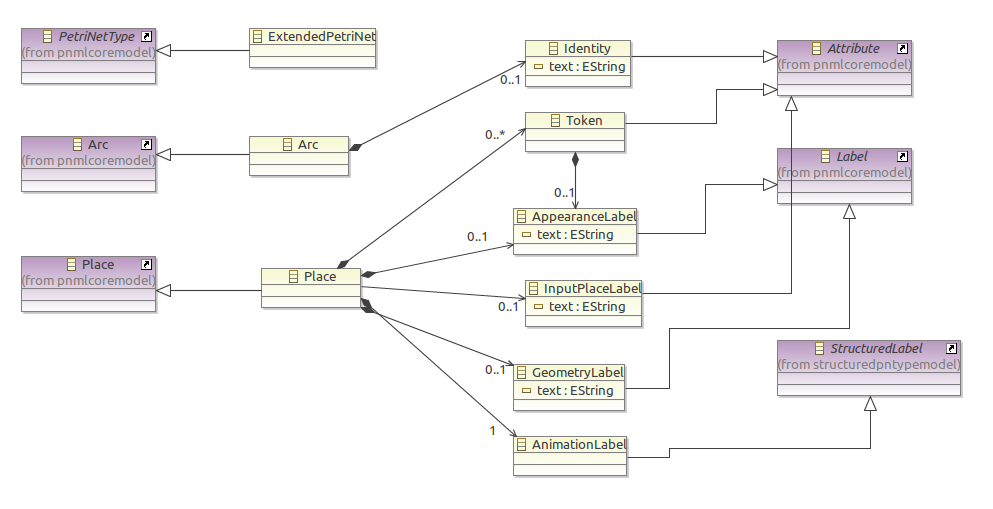 PetriNetType
(from pnmlcoremodel)
ExtendedPetriNet
Identity
text : EString
0..1
Attribute
(from pnmlcoremodel)
Token
0..*
Arc
(from pnmlcoremodel)
Arc
Label
(from pnmlcoremodel)
0..1
AppearanceLabel
text : EString
0..1
Place
(from pnmlcoremodel)
Place
InputPlaceLabel
text : EString
0..1
StructuredLabel
(from structuredpntypemodel)
GeometryLabel
text : EString
0..1
1
AnimationLabel